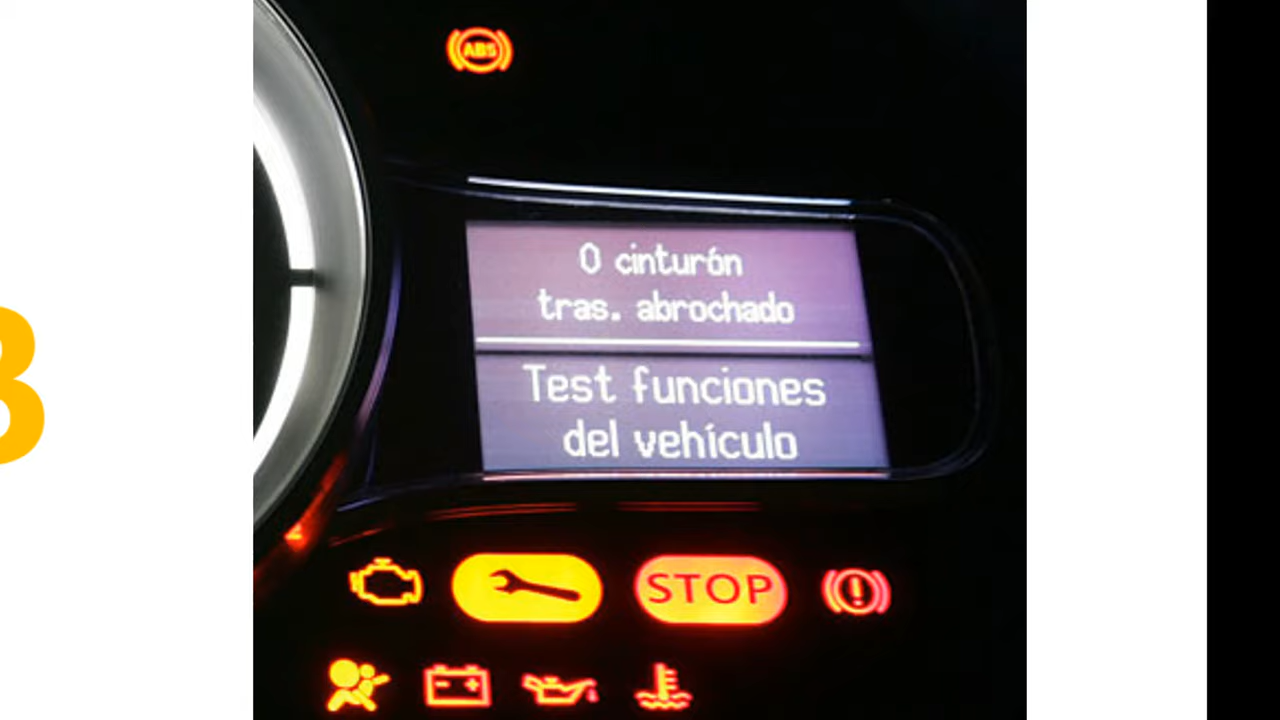 ABS
0 cinturón
tras. abrochado
Test funciones
del vehículo
STOP